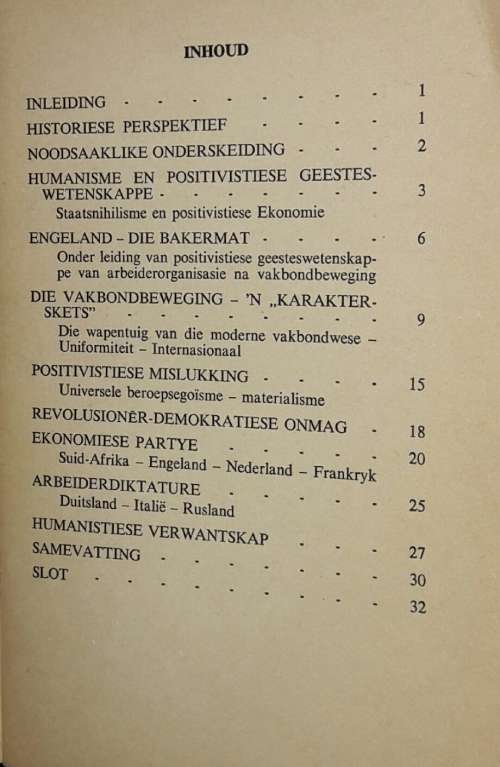 INHOUD
INLEIDING - - - - - - - - 1
HISTORIESE PERSPEKTIEF - - - - 1
NOODSAAKLIKE ONDERSKEIDING - - - 2
HUMANISME EN POSITIVISTIESE GEESTES-
WETENSKAPPE - - - - - - - 3
Staatsnihilisme en positivistiese Ekonomie
ENGELAND – DIE BAKERMAT - - - - 6
Onder leiding van positivistiese geesteswetenskap-
pe van arbeiderorganisasie na vakbondbeweging
DIE VAKBONDBEWEGING – 'N „KARAKTER-
SKETS” - - - - - - - - 9
Die wapentuig van die moderne vakbondwese –
Uniformiteit – Internasionaal
POSITIVISTIESE MISLUKKING - - - - 15
Universele beroepsegoïsme – materialisme
REVOLUSIONÊR-DEMOKRATIESE ONMAG - 18
EKONOMIESE PARTYE - - - - - 20
Suid-Afrika – Engeland – Nederland – Frankryk
ARBEIDERDIKTATURE - - - - - 25
Duitsland – Italië – Rusland
HUMANISTIESE VERWANTSKAP - - - 27
SAMEVATTING - - - - - - - 30
SLOT - - - - - - - - - 32